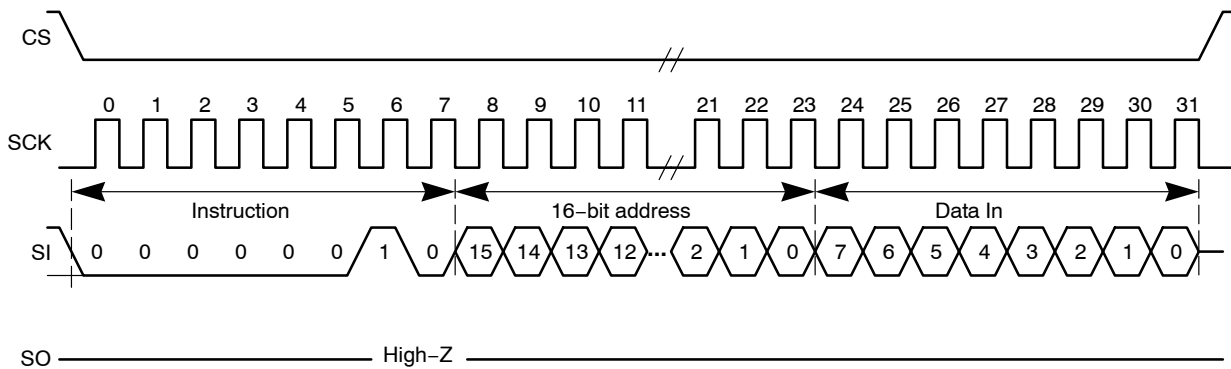 CS
0 1 2 3 4 5 6 7 8 9 10 11 21 22 23 24 25 26 27 28 29 30 31
SCK
Instruction 16−bit address Data In
SI 0 0 0 0 0 0 1 0 15 14 13 12 ... 2 1 0 7 6 5 4 3 2 1 0
SO High−Z